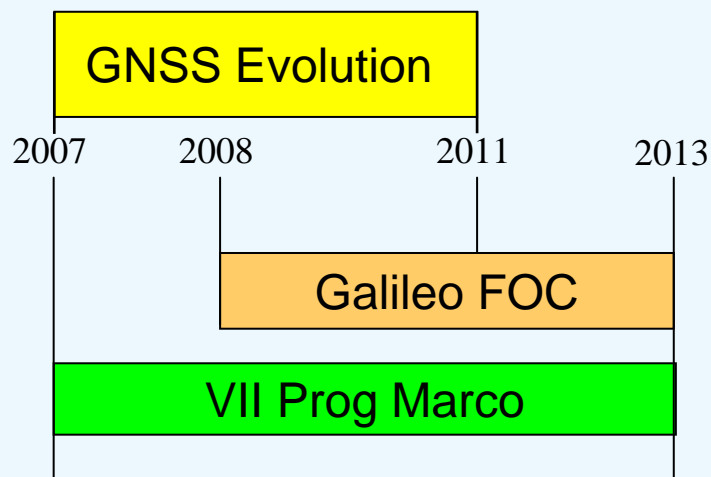 GNSS Evolution
2007 2008 2011 2013
Galileo FOC
VII Prog Marco